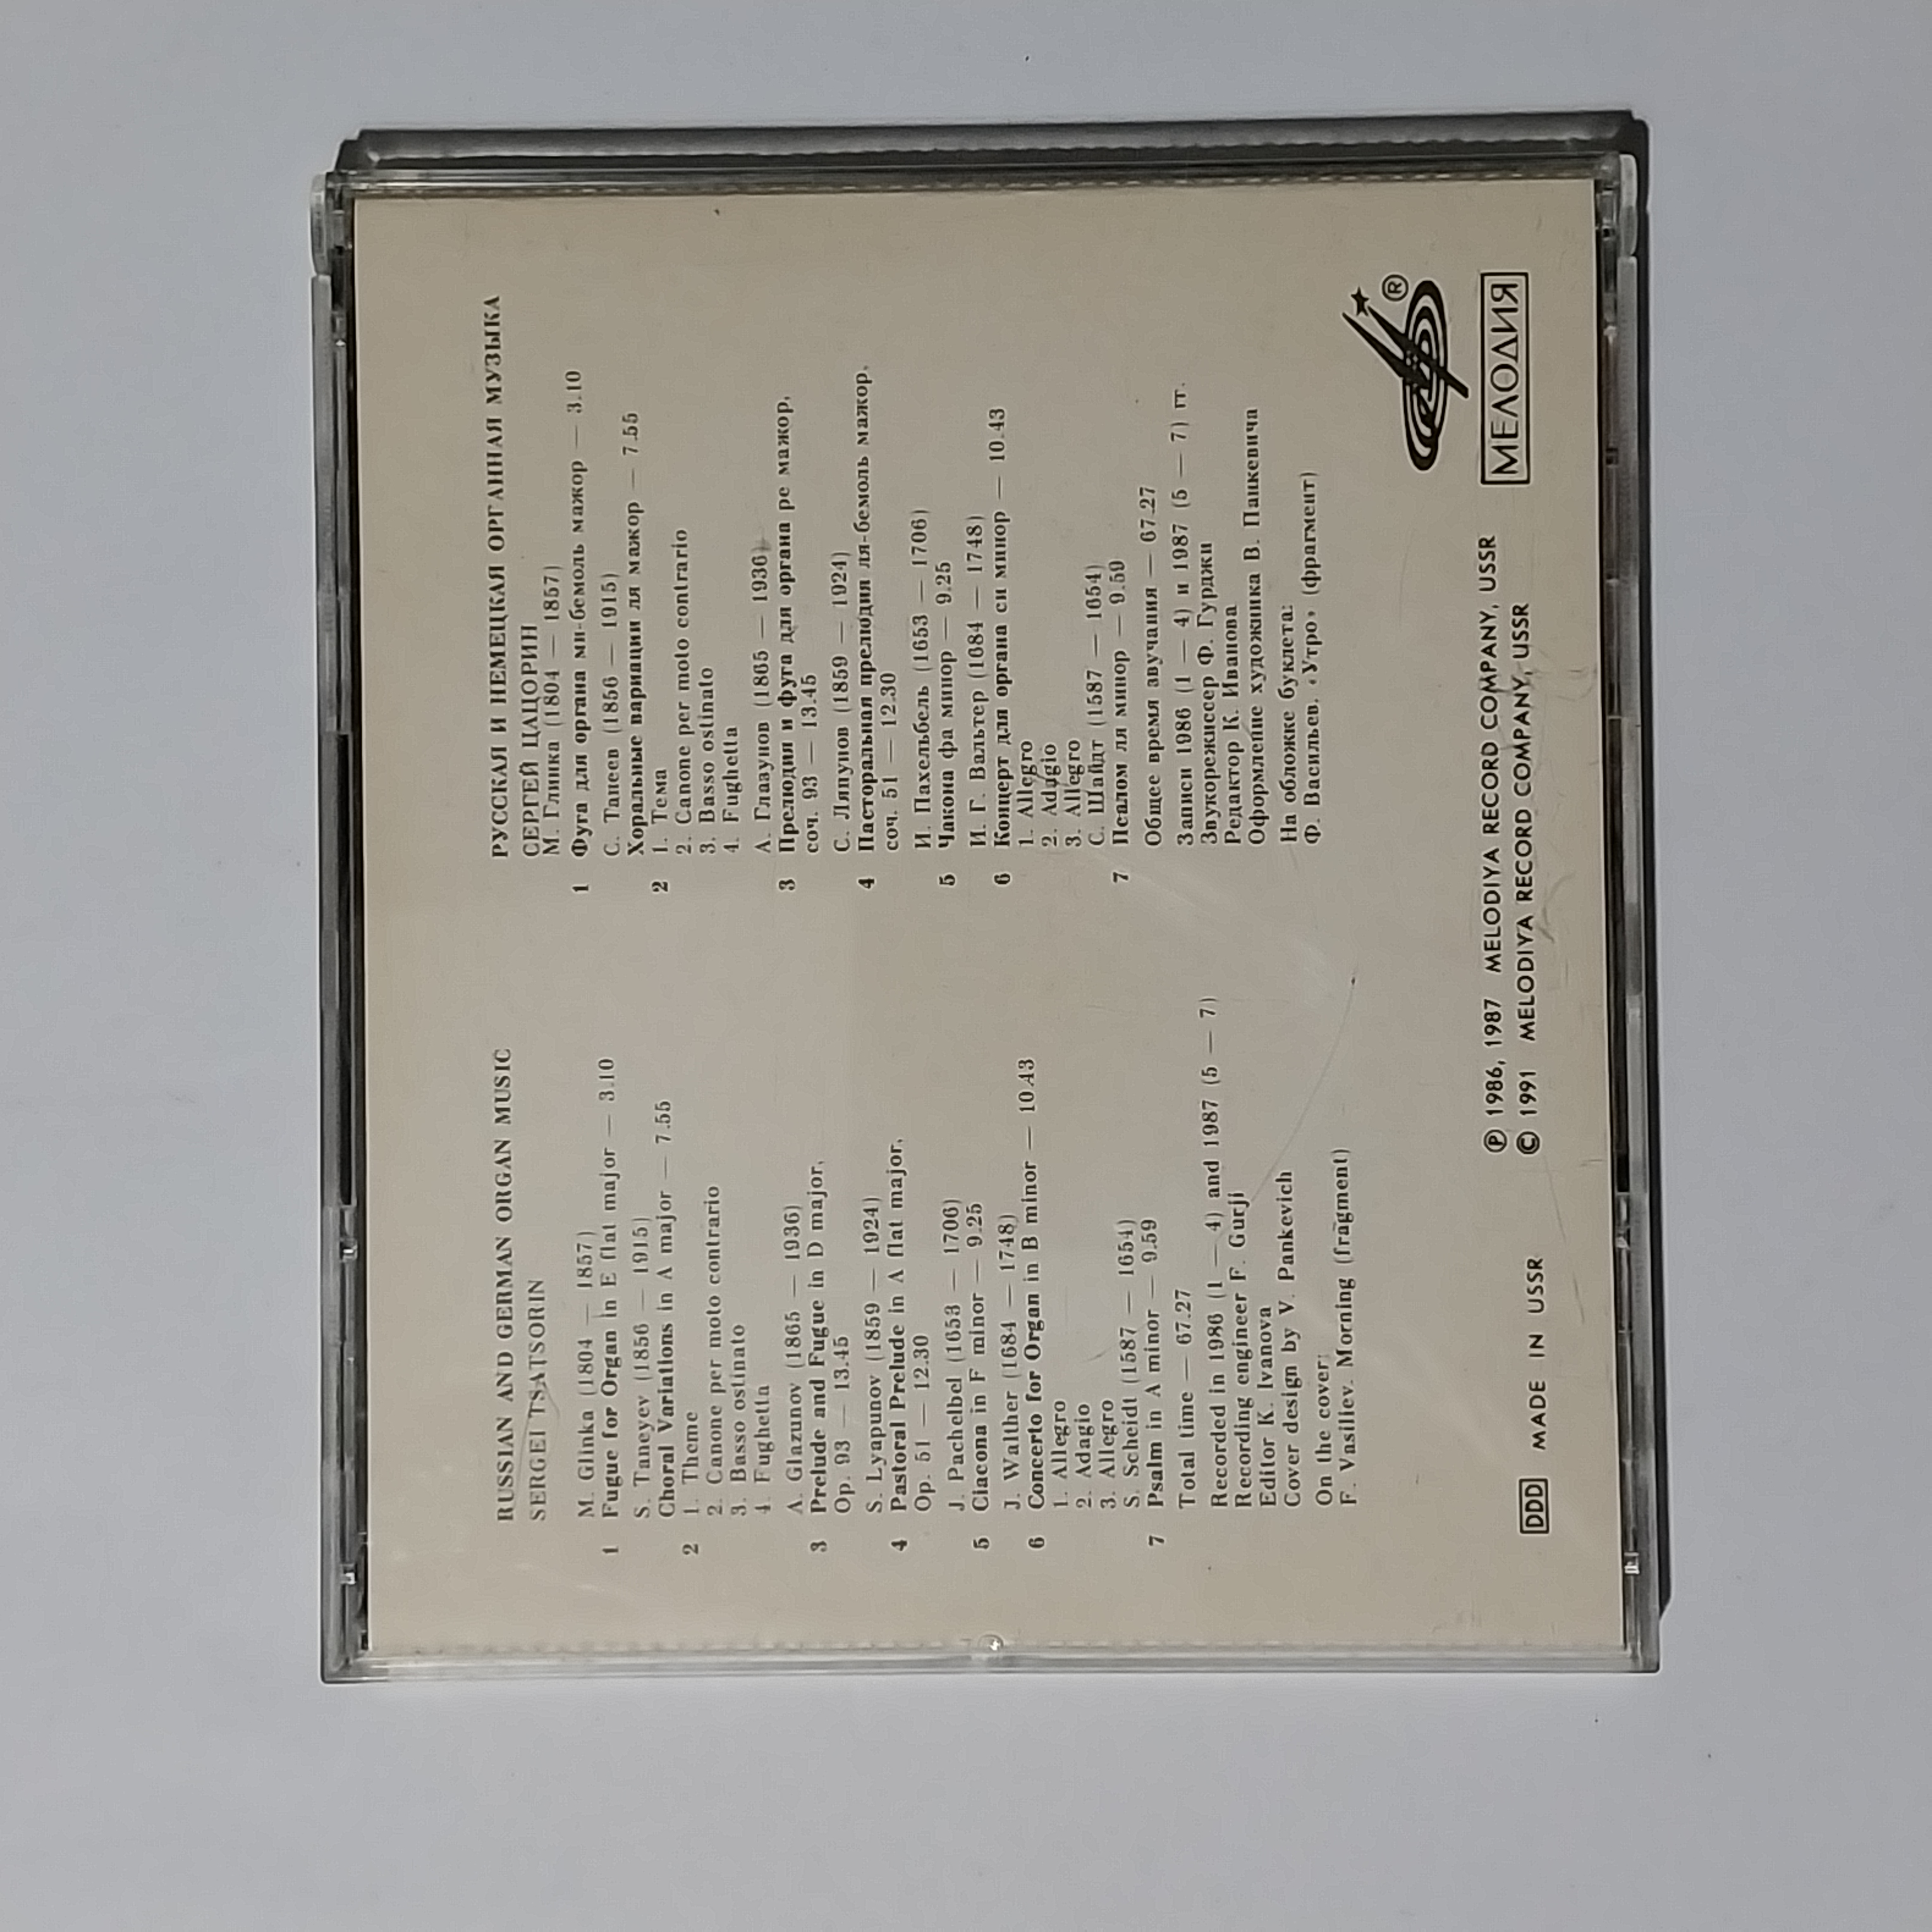 RUSSIAN AND GERMAN ORGAN MUSIC
SERGEI TSATSORIN
M. Glinka (1804 — 1857)
1 Fugue for Organ in E flat major — 3.10
S. Taneyev (1856 — 1915)
Choral Variations in A major — 7.55
2 1. Theme
2. Canone per moto contrario
3. Basso ostinato
4. Fughetta
A. Glazunov (1865 — 1936)
3 Prelude and Fugue in D major,
Op. 93 — 13.45
S. Lyapunov (1859 — 1924)
4 Pastoral Prelude in A flat major,
Op. 51 — 12.30
J. Pachelbel (1653 — 1706)
5 Ciacona in F minor — 9.25
J. Walther (1684 — 1748)
6 Concerto for Organ in B minor — 10.43
1. Allegro
2. Adagio
3. Allegro
S. Scheidt (1587 — 1654)
7 Psalm in A minor — 9.59
Total time — 67.27
Recorded in 1986 (1 — 4) and 1987 (5 — 7)
Recording engineer F. Gurji
Editor K. Ivanova
Cover design by V. Pankevich
On the cover:
F. Vasiliev. Morning (fragment)
РУССКАЯ И НЕМЕЦКАЯ ОРГАННАЯ МУЗЫКА
СЕРГЕЙ ЦАЦОРИН
М. Глинка (1804 — 1857)
1 Фуга для органа ми-бемоль мажор — 3.10
С. Танеев (1856 — 1915)
Хоральные вариации ля мажор — 7.55
2 1. Тема
2. Canone per moto contrario
3. Basso ostinato
4. Fughetta
А. Глазунов (1865 — 1936)
3 Прелюдия и фуга для органа ре мажор,
соч. 93 — 13.45
С. Ляпунов (1859 — 1924)
4 Пасторальная прелюдия ля-бемоль мажор,
соч. 51 — 12.30
И. Пахельбель (1653 — 1706)
5 Чакона фа минор — 9.25
И. Г. Вальтер (1684 — 1748)
6 Концерт для органа си минор — 10.43
1. Allegro
2. Adagio
3. Allegro
С. Шайдт (1587 — 1654)
7 Псалом ля минор — 9.59
Общее время звучания — 67.27
Записи 1986 (1 — 4) и 1987 (5 — 7) гг.
Звукорежиссер Ф. Гурджи
Редактор К. Иванова
Оформление художника В. Панкевича
На обложке буклета:
Ф. Васильев. «Утро» (фрагмент)
DDD MADE IN USSR
Ⓟ 1986, 1987 MELODIYA RECORD COMPANY, USSR
© 1991 MELODIYA RECORD COMPANY, USSR
®
МЕЛОДИЯ